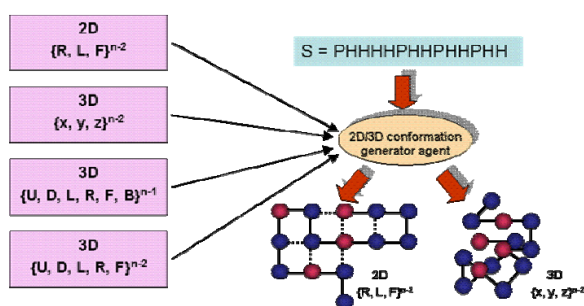 2D
{R, L, F}ⁿ⁻²
3D
{x, y, z}ⁿ⁻²
3D
{U, D, L, R, F, B}ⁿ⁻¹
3D
{U, D, L, R, F}ⁿ⁻²
S = PHHHHPHHPHHPHH
2D/3D conformation
generator agent
2D
{R, L, F}ⁿ⁻²
3D
{x, y, z}ⁿ⁻²